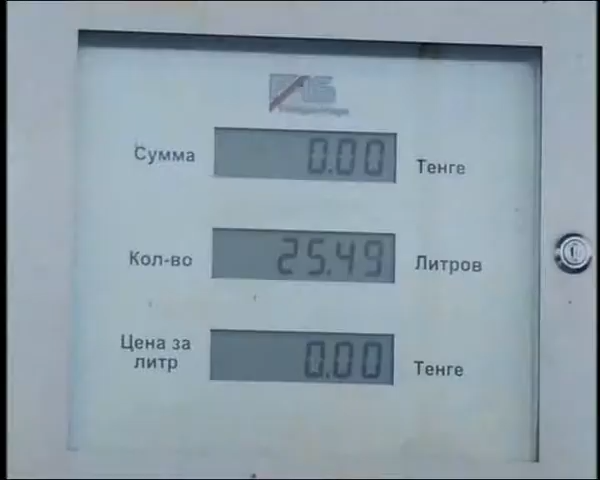 Сумма 0.00 Тенге
Кол-во 25.49 Литров
Цена за
литр 0.00 Тенге